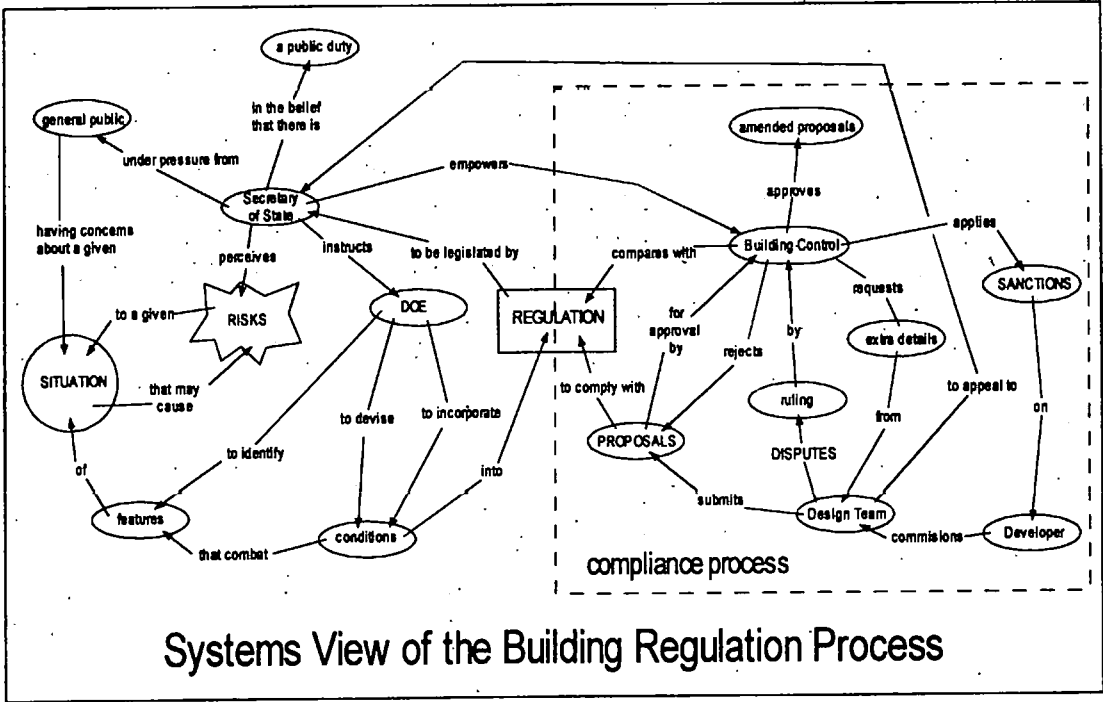 a public duty
in the belief
that there is
general public
amended proposals
under pressure from
empowers
approves
Secretary
of State
having concerns
about a given
instructs
to be legislated by
compares with
Building Control
applies
perceives
requests
SANCTIONS
to a given
RISKS
DOE
REGULATION
for
approval
by
rejects
by
extra details
SITUATION
that may
cause
to devise
to incorporate
to comply with
ruling
from
to appeal to
on
of
to identify
into
PROPOSALS
DISPUTES
submits
features
conditions
Design Team
commisions
Developer
that combat
compliance process
Systems View of the Building Regulation Process